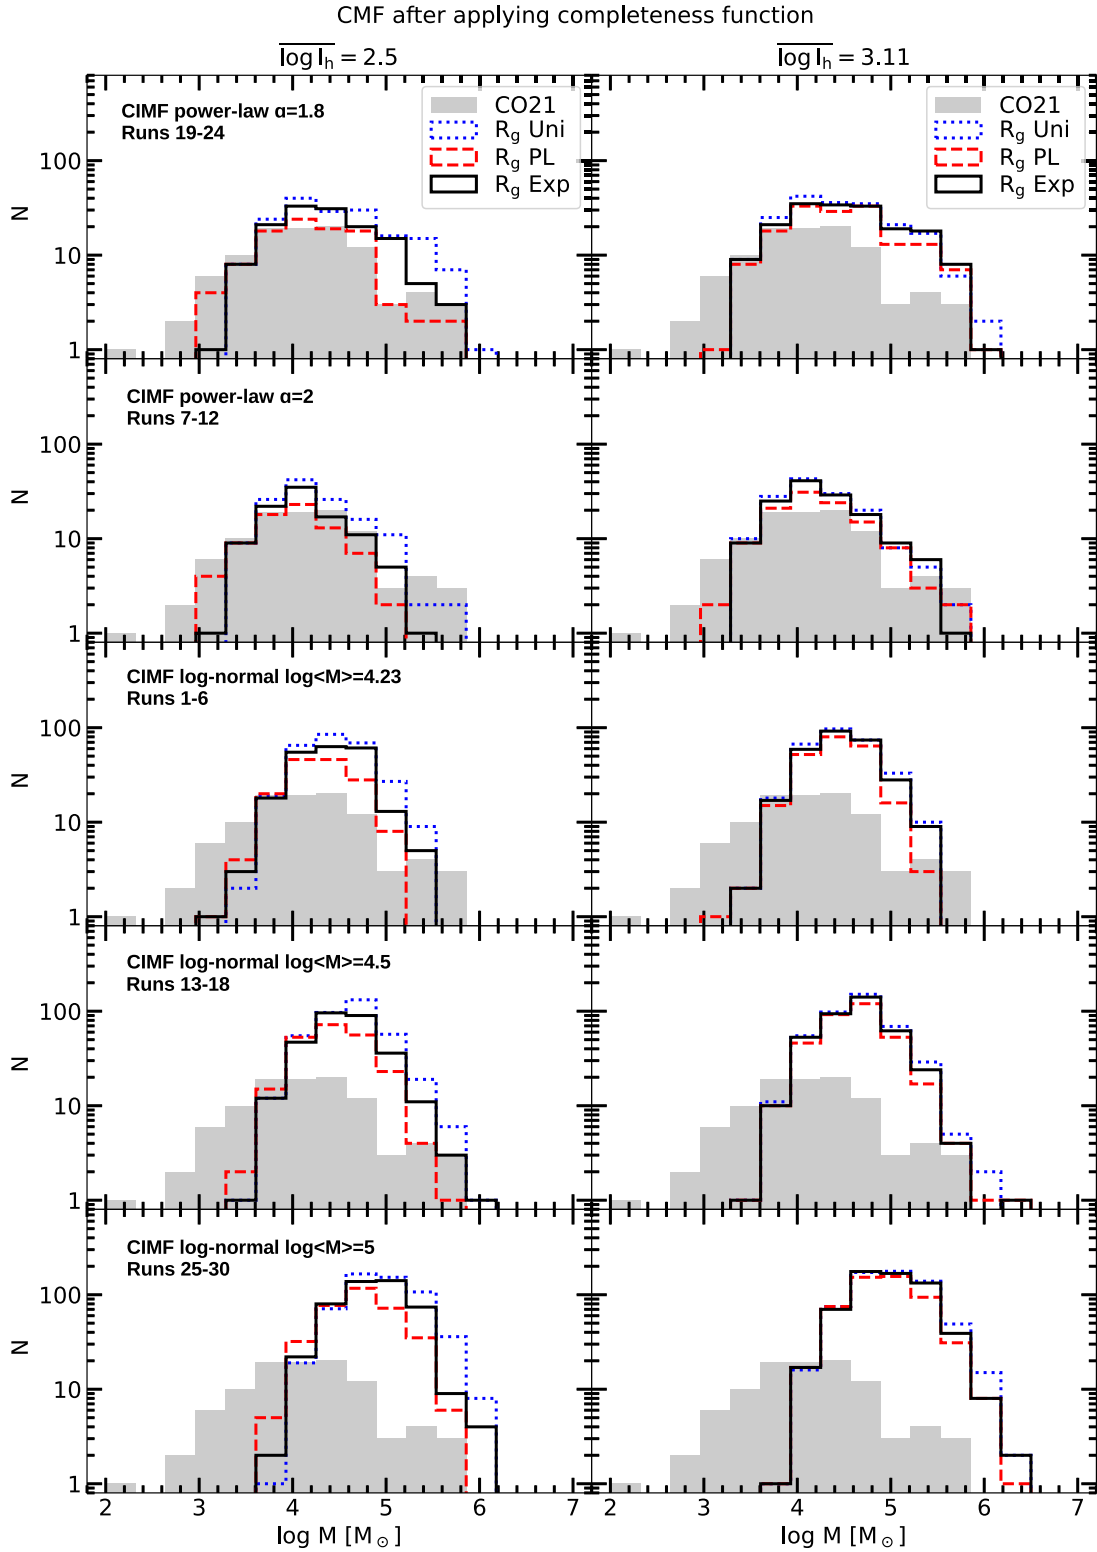 CMF after applying completeness function
log I_h = 2.5
log I_h = 3.11
CIMF power-law α=1.8
Runs 19-24
CO21
R_g Uni
R_g PL
R_g Exp
CO21
R_g Uni
R_g PL
R_g Exp
N
100
10
1
CIMF power-law α=2
Runs 7-12
N
100
10
1
CIMF log-normal log<M>=4.23
Runs 1-6
N
100
10
1
CIMF log-normal log<M>=4.5
Runs 13-18
N
100
10
1
CIMF log-normal log<M>=5
Runs 25-30
N
100
10
1
2 3 4 5 6 7
2 3 4 5 6 7
log M [M_⊙]
log M [M_⊙]